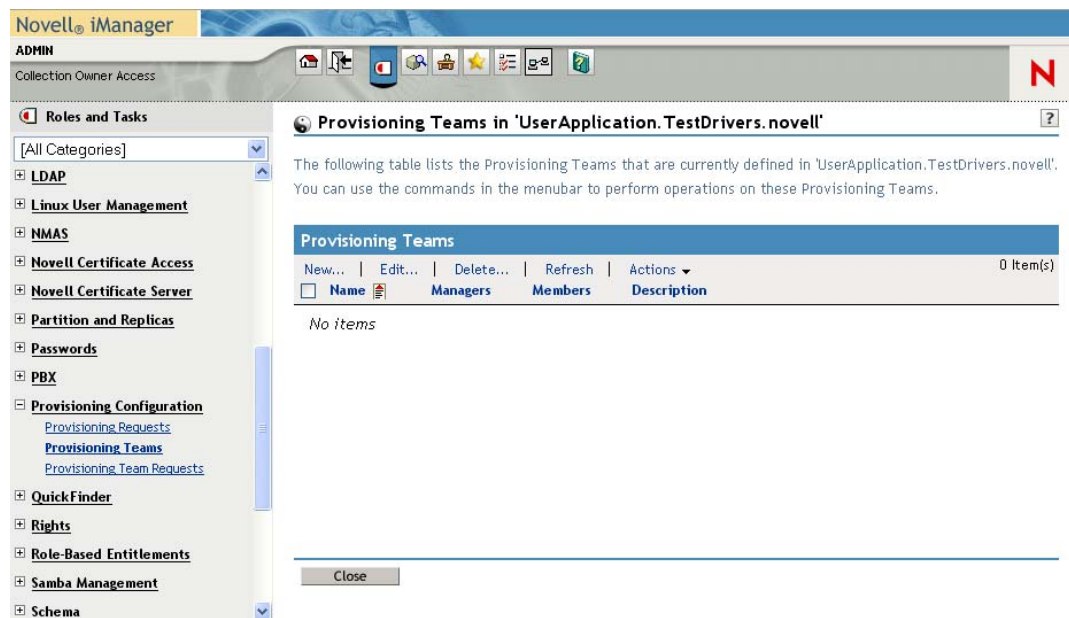 Novell® iManager
ADMIN
Collection Owner Access
N
Roles and Tasks
[All Categories]
LDAP
Linux User Management
NMAS
Novell Certificate Access
Novell Certificate Server
Partition and Replicas
Passwords
PBX
Provisioning Configuration
Provisioning Requests
Provisioning Teams
Provisioning Team Requests
QuickFinder
Rights
Role-Based Entitlements
Samba Management
Schema
Provisioning Teams in 'UserApplication.TestDrivers.novell'
?
The following table lists the Provisioning Teams that are currently defined in 'UserApplication.TestDrivers.novell'.
You can use the commands in the menubar to perform operations on these Provisioning Teams.
Provisioning Teams
New... | Edit... | Delete... | Refresh | Actions 0 Item(s)
Name Managers Members Description
No items
Close